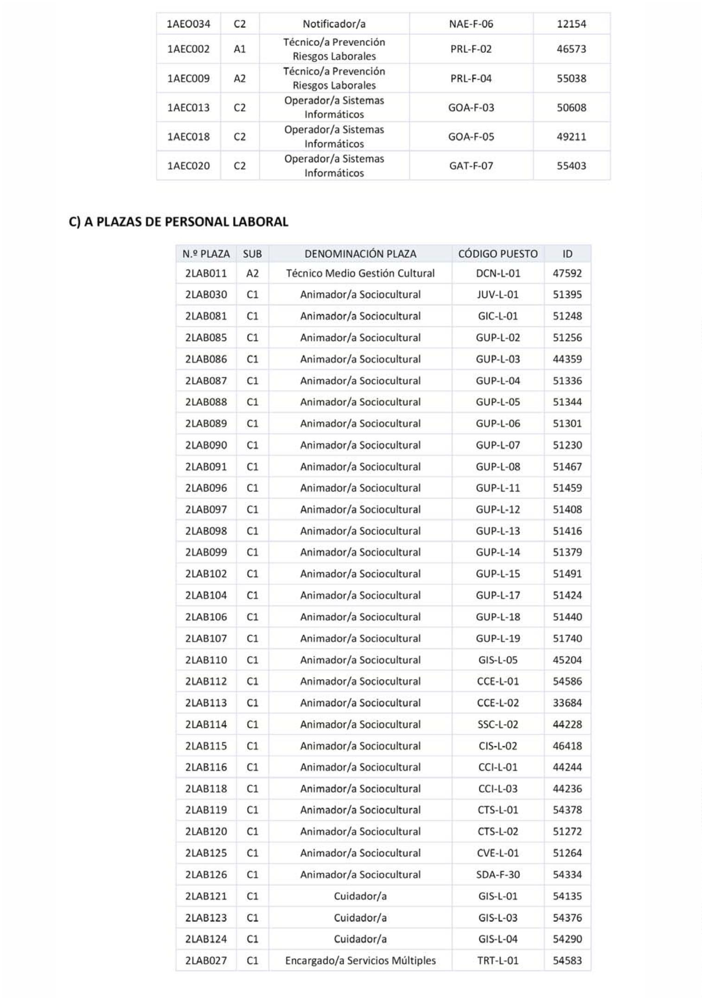 1AEO034 C2 Notificador/a NAE-F-06 12154
1AEC002 A1 Técnico/a Prevención Riesgos Laborales PRL-F-02 46573
1AEC009 A2 Técnico/a Prevención Riesgos Laborales PRL-F-04 55038
1AEC013 C2 Operador/a Sistemas Informáticos GOA-F-03 50608
1AEC018 C2 Operador/a Sistemas Informáticos GOA-F-05 49211
1AEC020 C2 Operador/a Sistemas Informáticos GAT-F-07 55403
C) A PLAZAS DE PERSONAL LABORAL
N.º PLAZA SUB DENOMINACIÓN PLAZA CÓDIGO PUESTO ID
2LAB011 A2 Técnico Medio Gestión Cultural DCN-L-01 47592
2LAB030 C1 Animador/a Sociocultural JUV-L-01 51395
2LAB081 C1 Animador/a Sociocultural GIC-L-01 51248
2LAB085 C1 Animador/a Sociocultural GUP-L-02 51256
2LAB086 C1 Animador/a Sociocultural GUP-L-03 44359
2LAB087 C1 Animador/a Sociocultural GUP-L-04 51336
2LAB088 C1 Animador/a Sociocultural GUP-L-05 51344
2LAB089 C1 Animador/a Sociocultural GUP-L-06 51301
2LAB090 C1 Animador/a Sociocultural GUP-L-07 51230
2LAB091 C1 Animador/a Sociocultural GUP-L-08 51467
2LAB096 C1 Animador/a Sociocultural GUP-L-11 51459
2LAB097 C1 Animador/a Sociocultural GUP-L-12 51408
2LAB098 C1 Animador/a Sociocultural GUP-L-13 51416
2LAB099 C1 Animador/a Sociocultural GUP-L-14 51379
2LAB102 C1 Animador/a Sociocultural GUP-L-15 51491
2LAB104 C1 Animador/a Sociocultural GUP-L-17 51424
2LAB106 C1 Animador/a Sociocultural GUP-L-18 51440
2LAB107 C1 Animador/a Sociocultural GUP-L-19 51740
2LAB110 C1 Animador/a Sociocultural GIS-L-05 45204
2LAB112 C1 Animador/a Sociocultural CCE-L-01 54586
2LAB113 C1 Animador/a Sociocultural CCE-L-02 33684
2LAB114 C1 Animador/a Sociocultural SSC-L-02 44228
2LAB115 C1 Animador/a Sociocultural CIS-L-02 46418
2LAB116 C1 Animador/a Sociocultural CCI-L-01 44244
2LAB118 C1 Animador/a Sociocultural CCI-L-03 44236
2LAB119 C1 Animador/a Sociocultural CTS-L-01 54378
2LAB120 C1 Animador/a Sociocultural CTS-L-02 51272
2LAB125 C1 Animador/a Sociocultural CVE-L-01 51264
2LAB126 C1 Animador/a Sociocultural SDA-F-30 54334
2LAB121 C1 Cuidador/a GIS-L-01 54135
2LAB123 C1 Cuidador/a GIS-L-03 54376
2LAB124 C1 Cuidador/a GIS-L-04 54290
2LAB027 C1 Encargado/a Servicios Múltiples TRT-L-01 54583